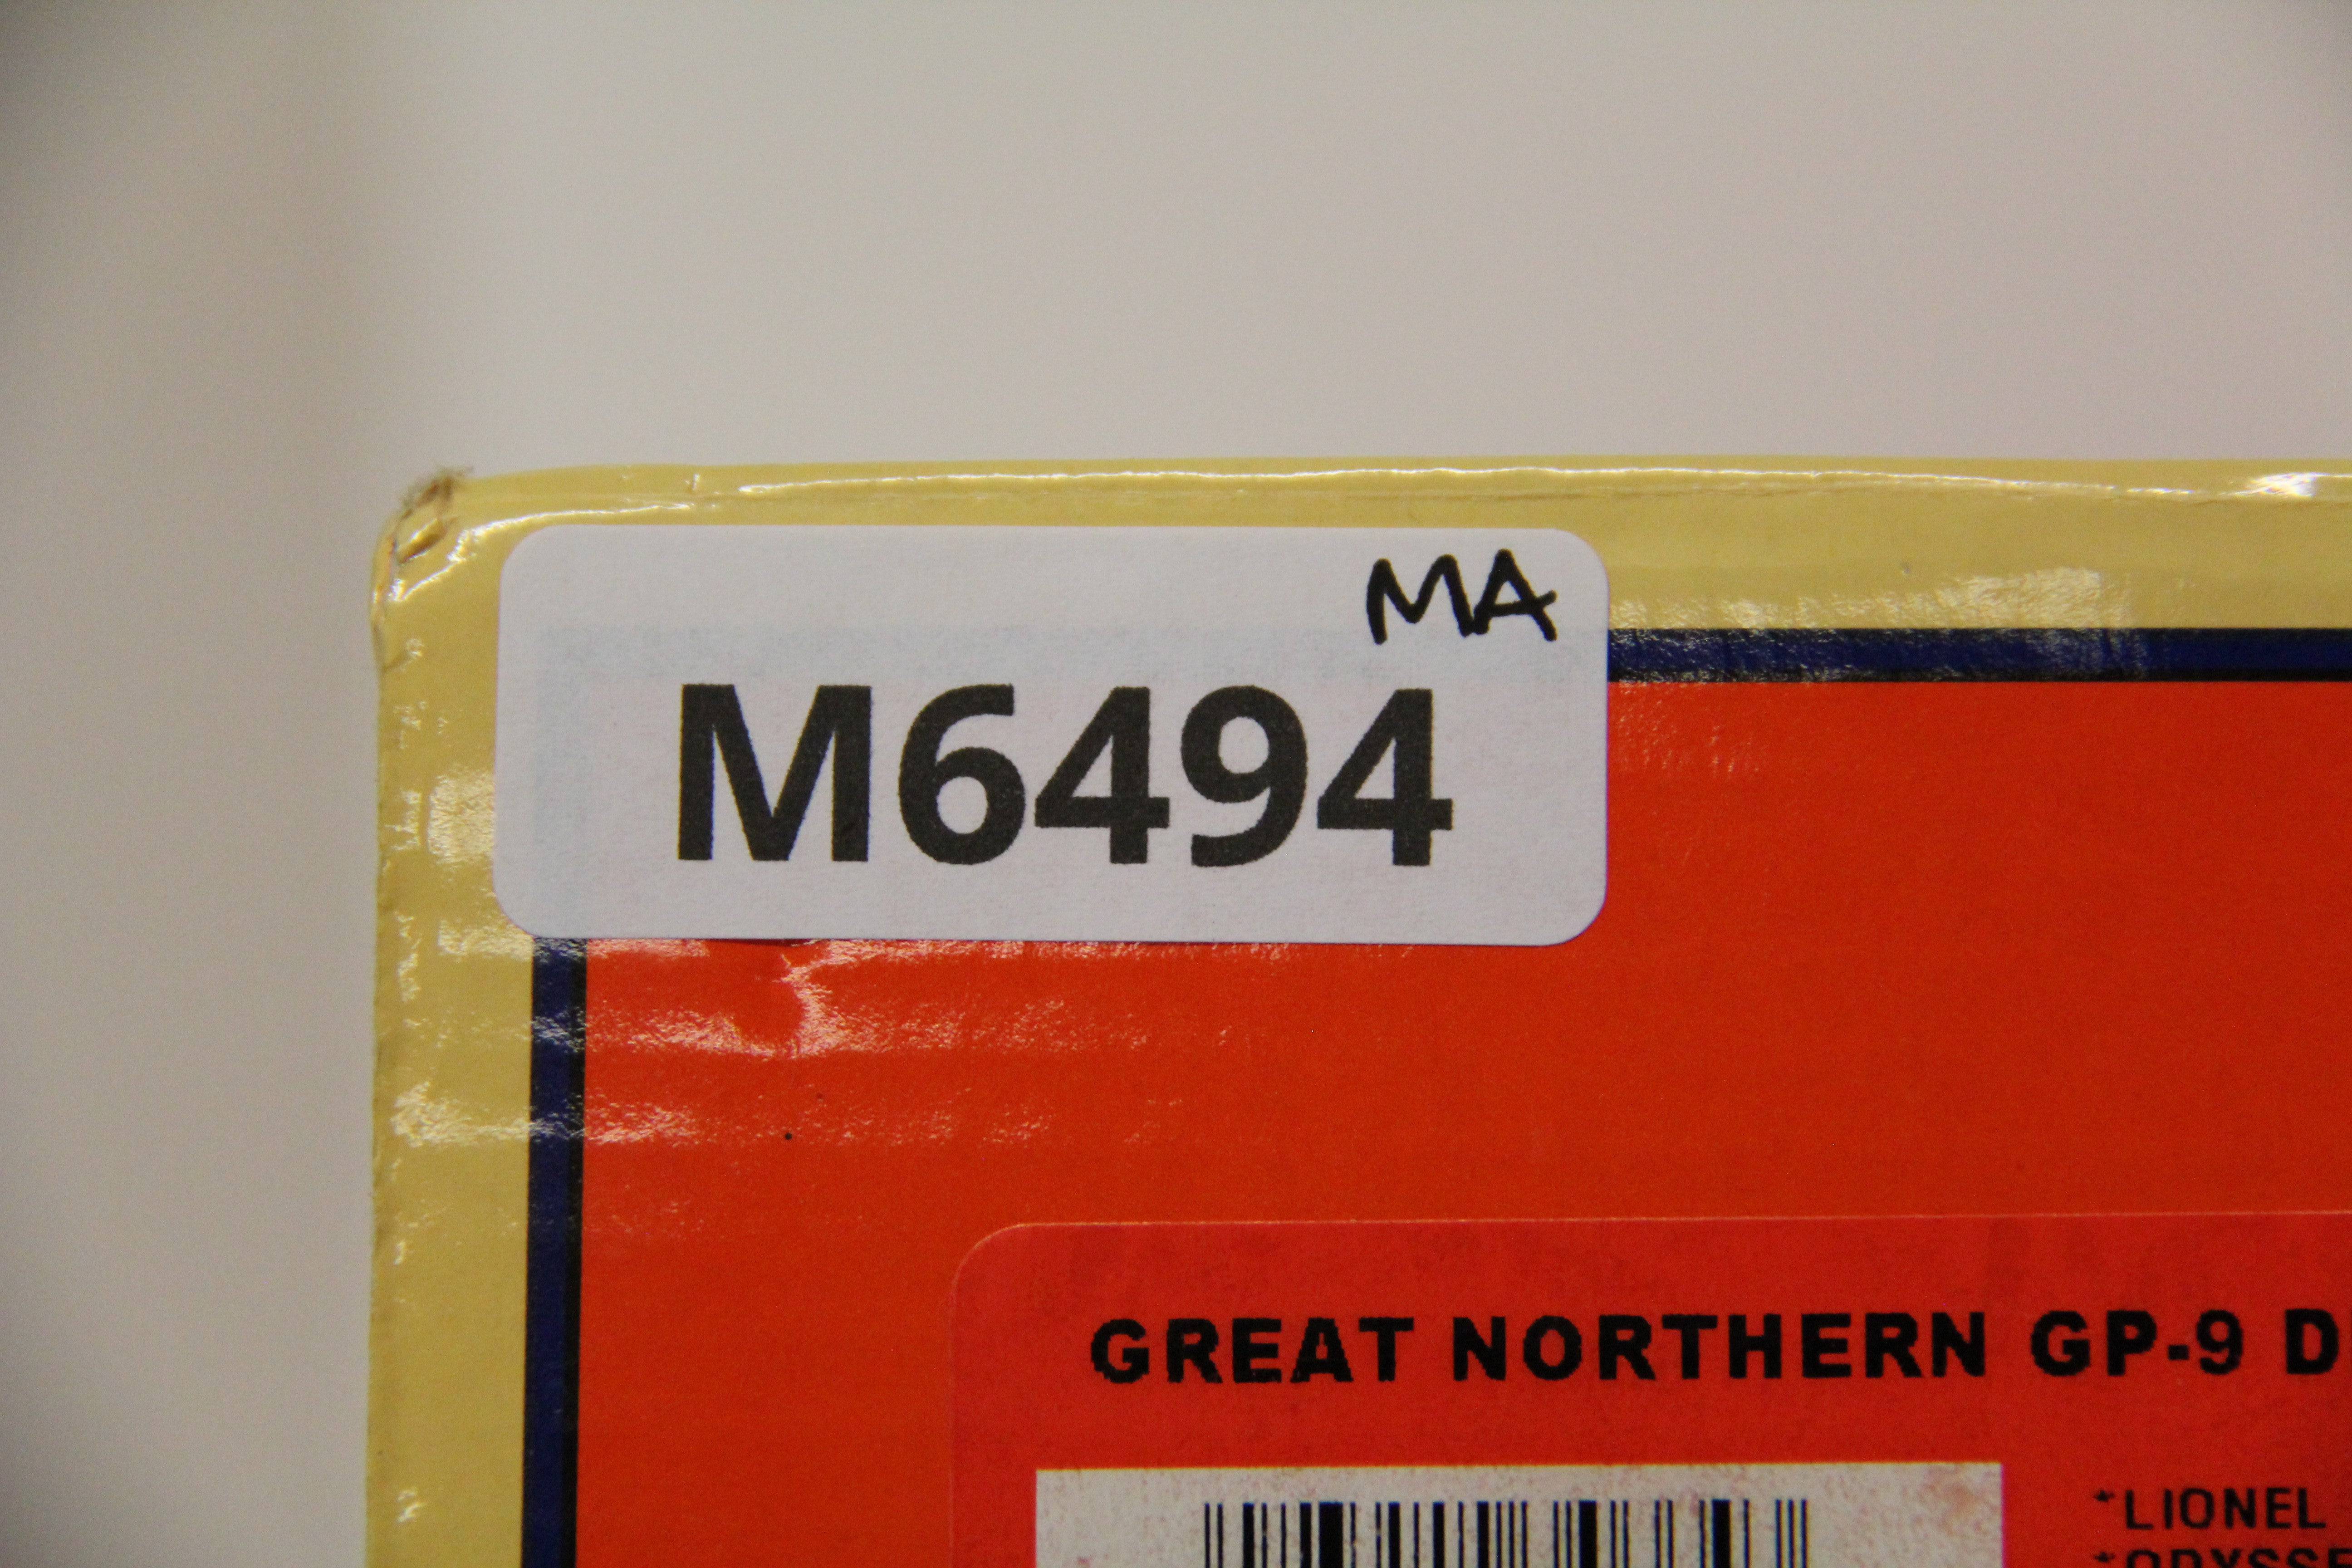 MA
M6494
GREAT NORTHERN GP-9 D
*LIONEL